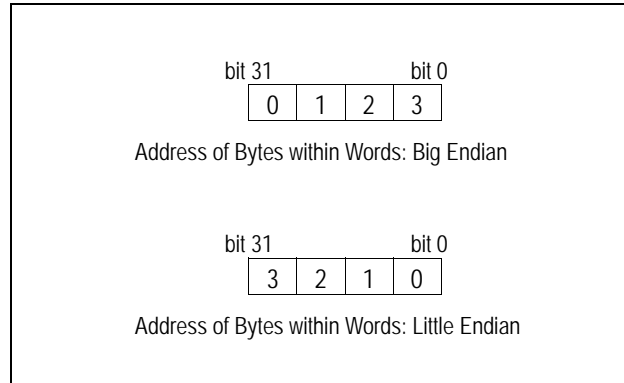 bit 31 bit 0
0 1 2 3
Address of Bytes within Words: Big Endian
bit 31 bit 0
3 2 1 0
Address of Bytes within Words: Little Endian